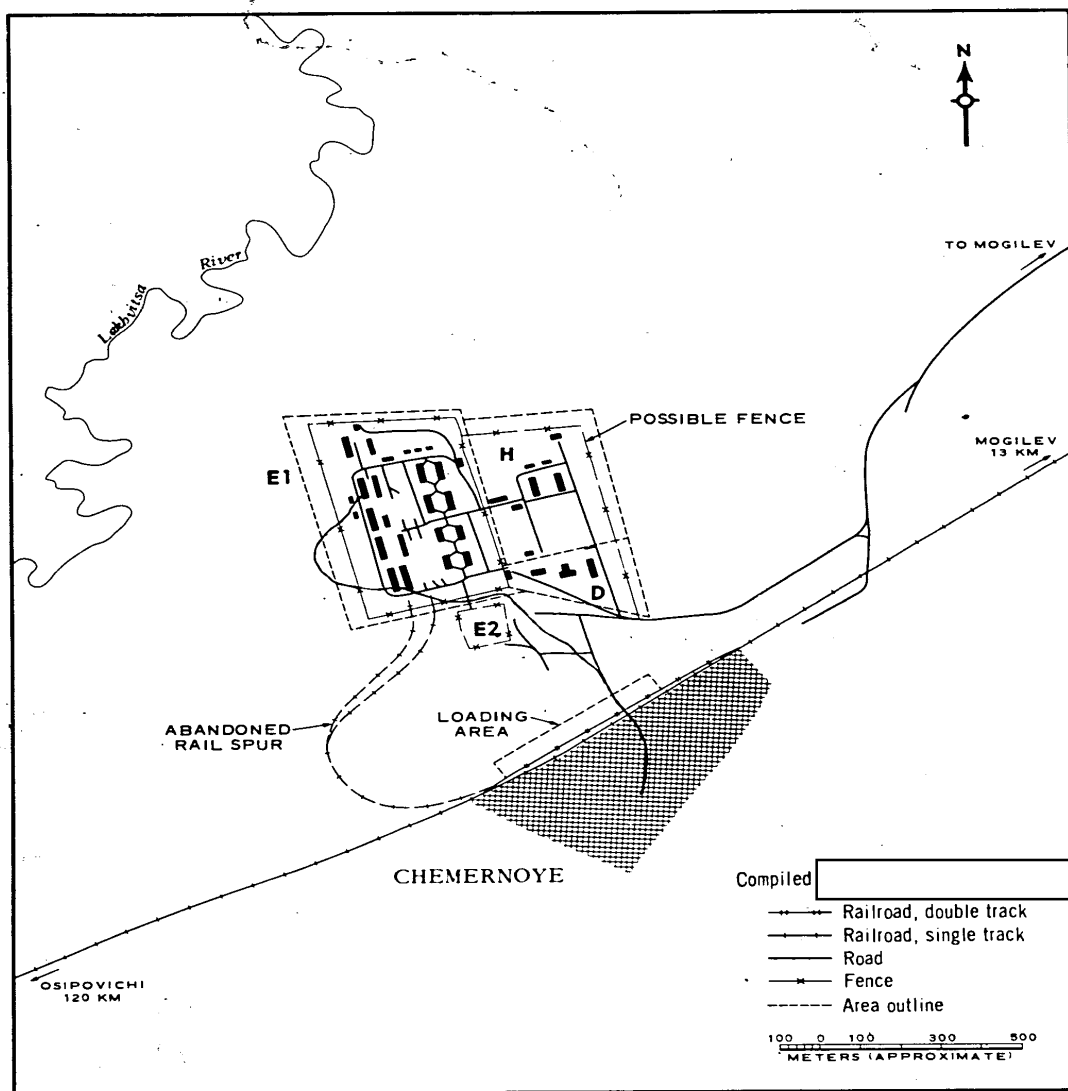 N
TO MOGILEV
MOGILEV
13 KM
Lekhvitsa River
POSSIBLE FENCE
H
E1
D
E2
ABANDONED
RAIL SPUR
LOADING
AREA
CHEMERNOYE
OSIPOVICHI
120 KM
Compiled
Railroad, double track
Railroad, single track
Road
Fence
Area outline
100 0 100 300 500
METERS (APPROXIMATE)